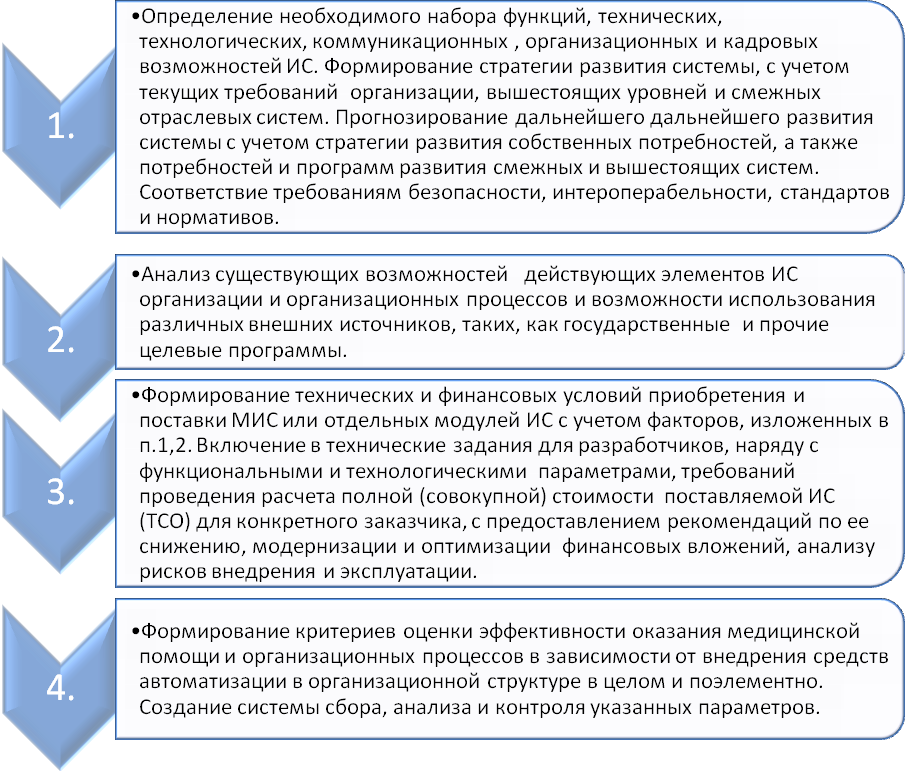 1.
•Определение необходимого набора функций, технических,
технологических, коммуникационных , организационных и кадровых
возможностей ИС. Формирование стратегии развития системы, с учетом
текущих требований организации, вышестоящих уровней и смежных
отраслевых систем. Прогнозирование дальнейшего дальнейшего развития
системы с учетом стратегии развития собственных потребностей, а также
потребностей и программ развития смежных и вышестоящих систем.
Соответствие требованиям безопасности, интероперабельности, стандартов
и нормативов.
2.
•Анализ существующих возможностей действующих элементов ИС
организации и организационных процессов и возможности использования
различных внешних источников, таких, как государственные и прочие
целевые программы.
3.
•Формирование технических и финансовых условий приобретения и
поставки МИС или отдельных модулей ИС с учетом факторов, изложенных в
п.1,2. Включение в технические задания для разработчиков, наряду с
функциональными и технологическими параметрами, требований
проведения расчета полной (совокупной) стоимости поставляемой ИС
(ТСО) для конкретного заказчика, с предоставлением рекомендаций по ее
снижению, модернизации и оптимизации финансовых вложений, анализу
рисков внедрения и эксплуатации.
4.
•Формирование критериев оценки эффективности оказания медицинской
помощи и организационных процессов в зависимости от внедрения средств
автоматизации в организационной структуре в целом и поэлементно.
Создание системы сбора, анализа и контроля указанных параметров.